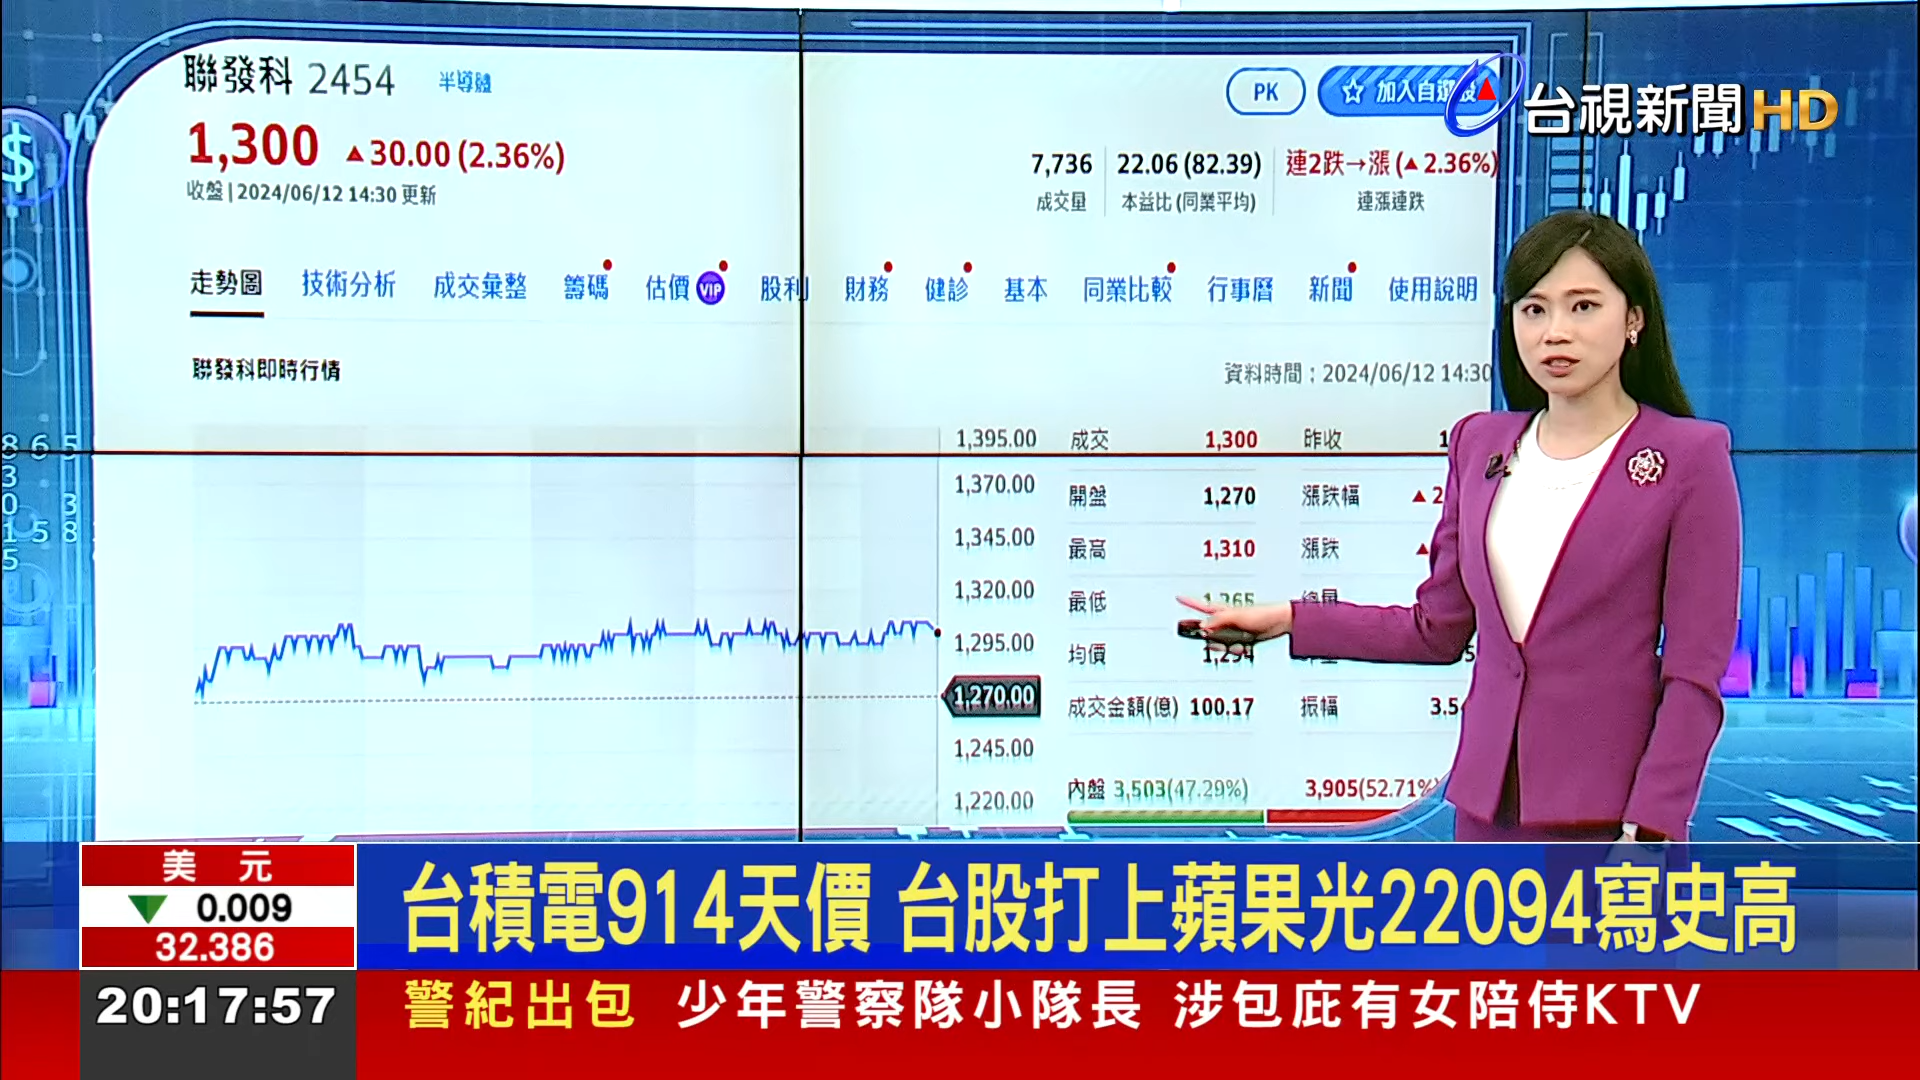 聯發科 2454 半導體
PK ☆ 加入自選股
台視新聞HD
1,300 ▲30.00 (2.36%)
收盤 | 2024/06/12 14:30 更新
7,736 22.06 (82.39) 連2跌→漲 (▲2.36%)
成交量 本益比 (同業平均) 連漲連跌
走勢圖 技術分析 成交彙整 籌碼 估價 VIP 股利 財務 健診 基本 同業比較 行事曆 新聞 使用說明
聯發科即時行情
資料時間：2024/06/12 14:30
1,395.00
1,370.00
1,345.00
1,320.00
1,295.00
1,270.00
1,245.00
1,220.00
成交 1,300 昨收
開盤 1,270 漲跌幅 ▲2
最高 1,310 漲跌 ▲
最低 1,265 總量
均價 1,294
成交金額(億) 100.17 振幅 3.54
內盤 3,503(47.29%) 3,905(52.71%)
美元
▼ 0.009
32.386
台積電914天價 台股打上蘋果光22094寫史高
20:17:57
警紀出包 少年警察隊小隊長 涉包庇有女陪侍KTV